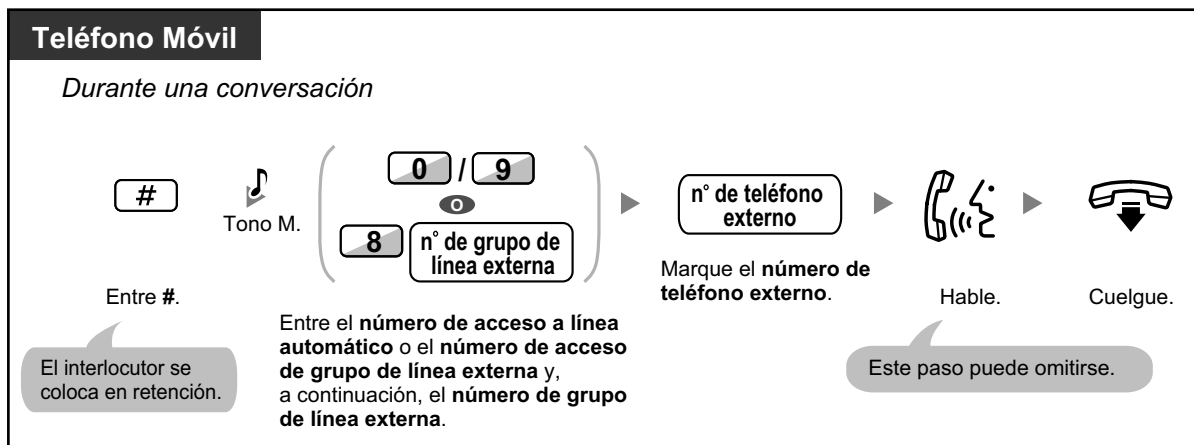 Teléfono Móvil
Durante una conversación
#
Tono M.
0 / 9
O
8
n° de grupo de
línea externa
n° de teléfono
externo
Entre #.
El interlocutor se
coloca en retención.
Entre el número de acceso a línea
automático o el número de acceso
de grupo de línea externa y,
a continuación, el número de grupo
de línea externa.
Marque el número de
teléfono externo.
Hable.
Este paso puede omitirse.
Cuelgue.